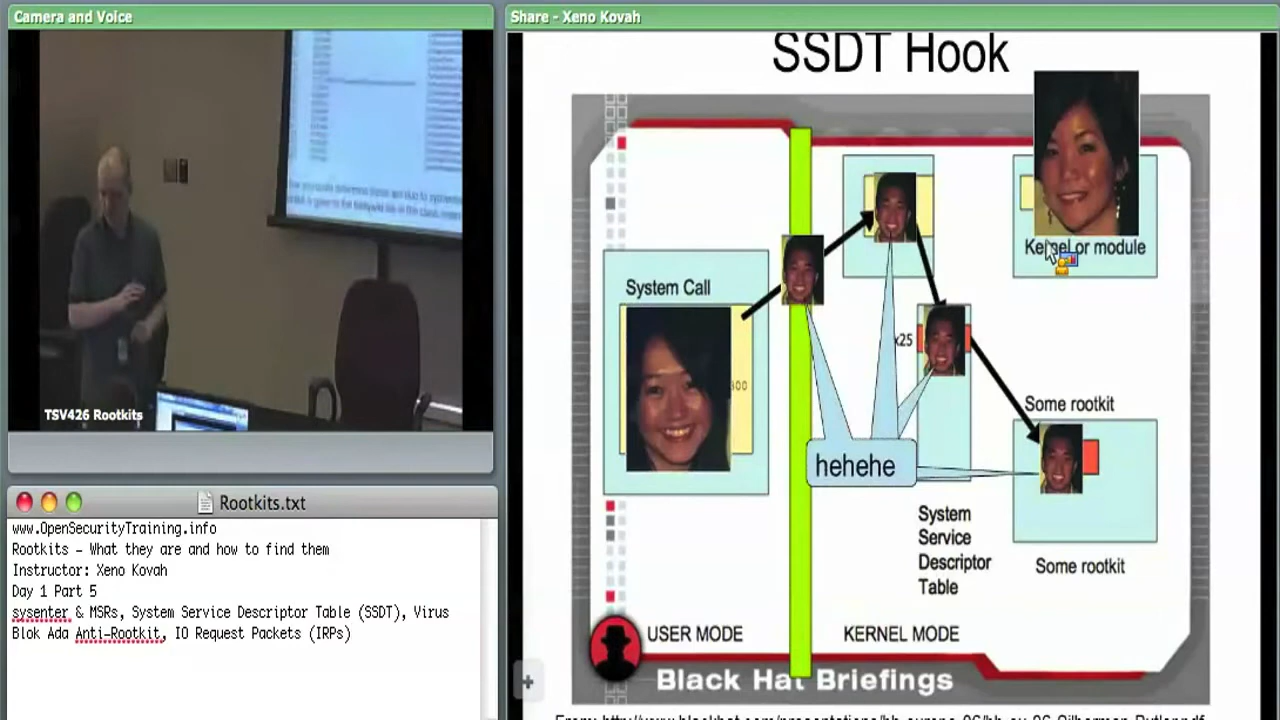 Camera and Voice
TSV426 Rootkits
Rootkits.txt
www.OpenSecurityTraining.info
Rootkits - What they are and how to find them
Instructor: Xeno Kovah
Day 1 Part 5
sysenter & MSRs, System Service Descriptor Table (SSDT), Virus
Blok Ada Anti-Rootkit, IO Request Packets (IRPs)
Share - Xeno Kovah
SSDT Hook
System Call
Kernel or module
x25
Some rootkit
hehehe
System
Service
Descriptor
Table
Some rootkit
USER MODE
KERNEL MODE
Black Hat Briefings